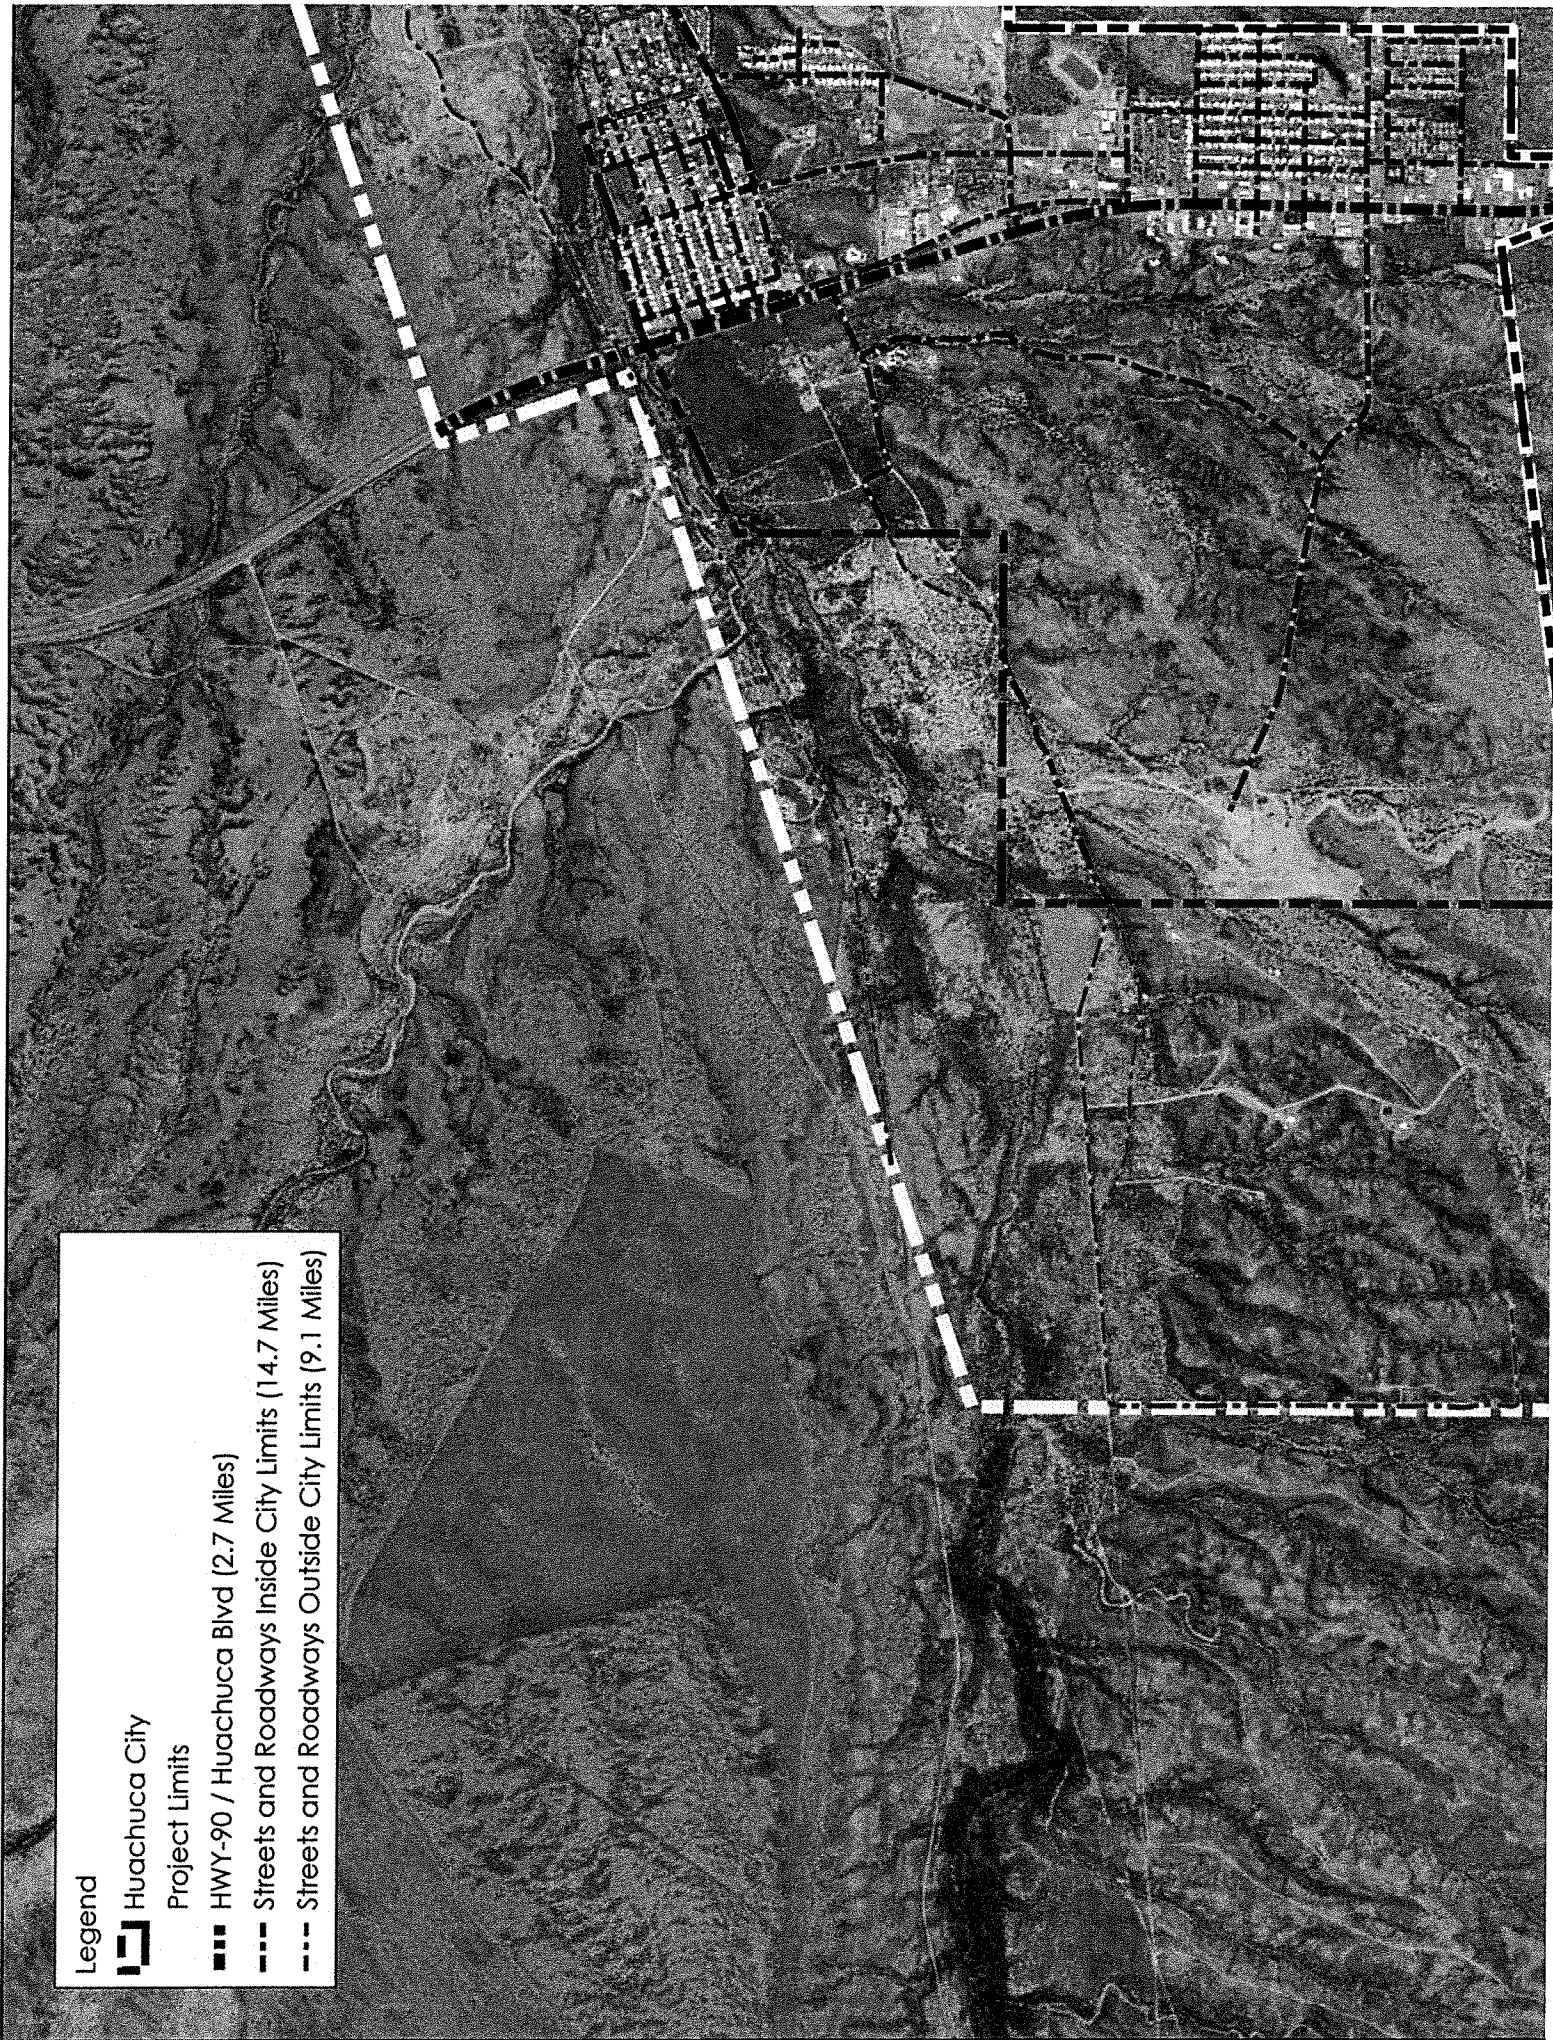 Legend
Huachuca City
Project Limits
HWY-90 / Huachuca Blvd (2.7 Miles)
Streets and Roadways Inside City Limits (14.7 Miles)
Streets and Roadways Outside City Limits (9.1 Miles)